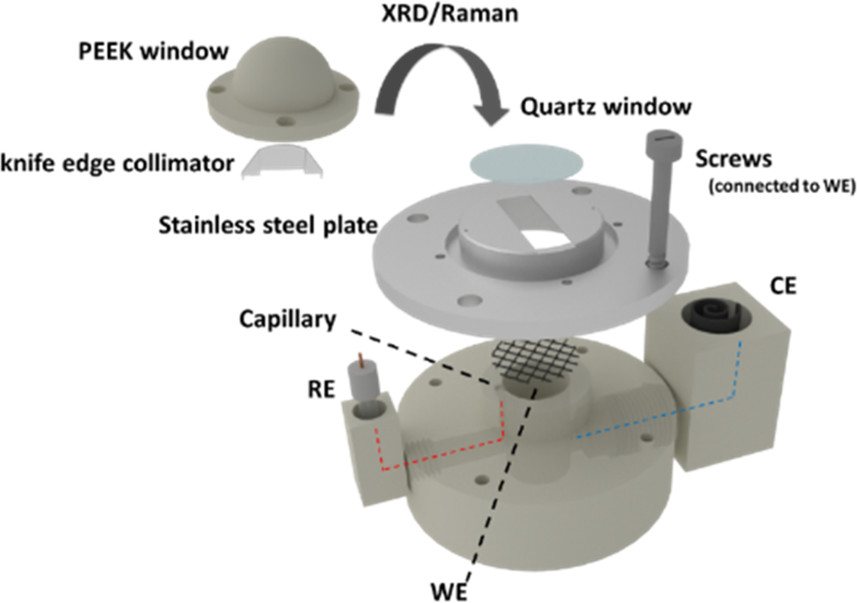 XRD/Raman
PEEK window
Quartz window
knife edge collimator
Screws
(connected to WE)
Stainless steel plate
CE
Capillary
RE
WE